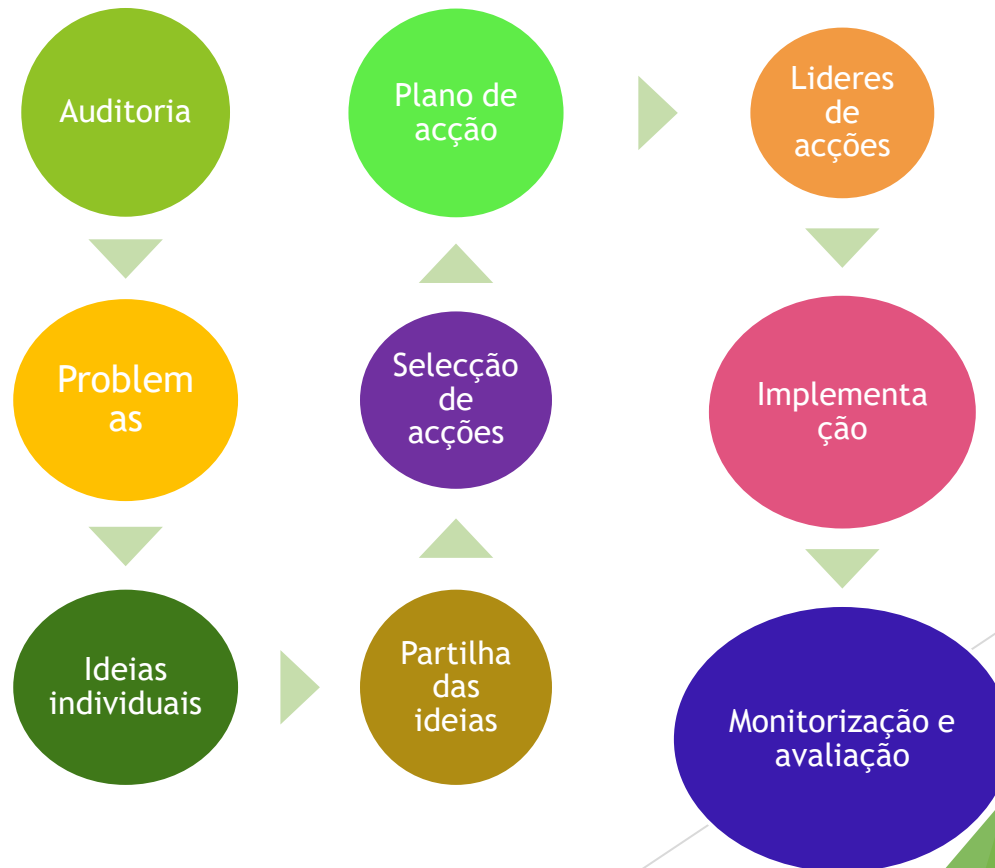 Auditoria
Problem
as
Ideias
individuais
Partilha
das
ideias
Selecção
de
acções
Plano de
acção
Lideres
de
acções
Implementa
ção
Monitorização e
avaliação